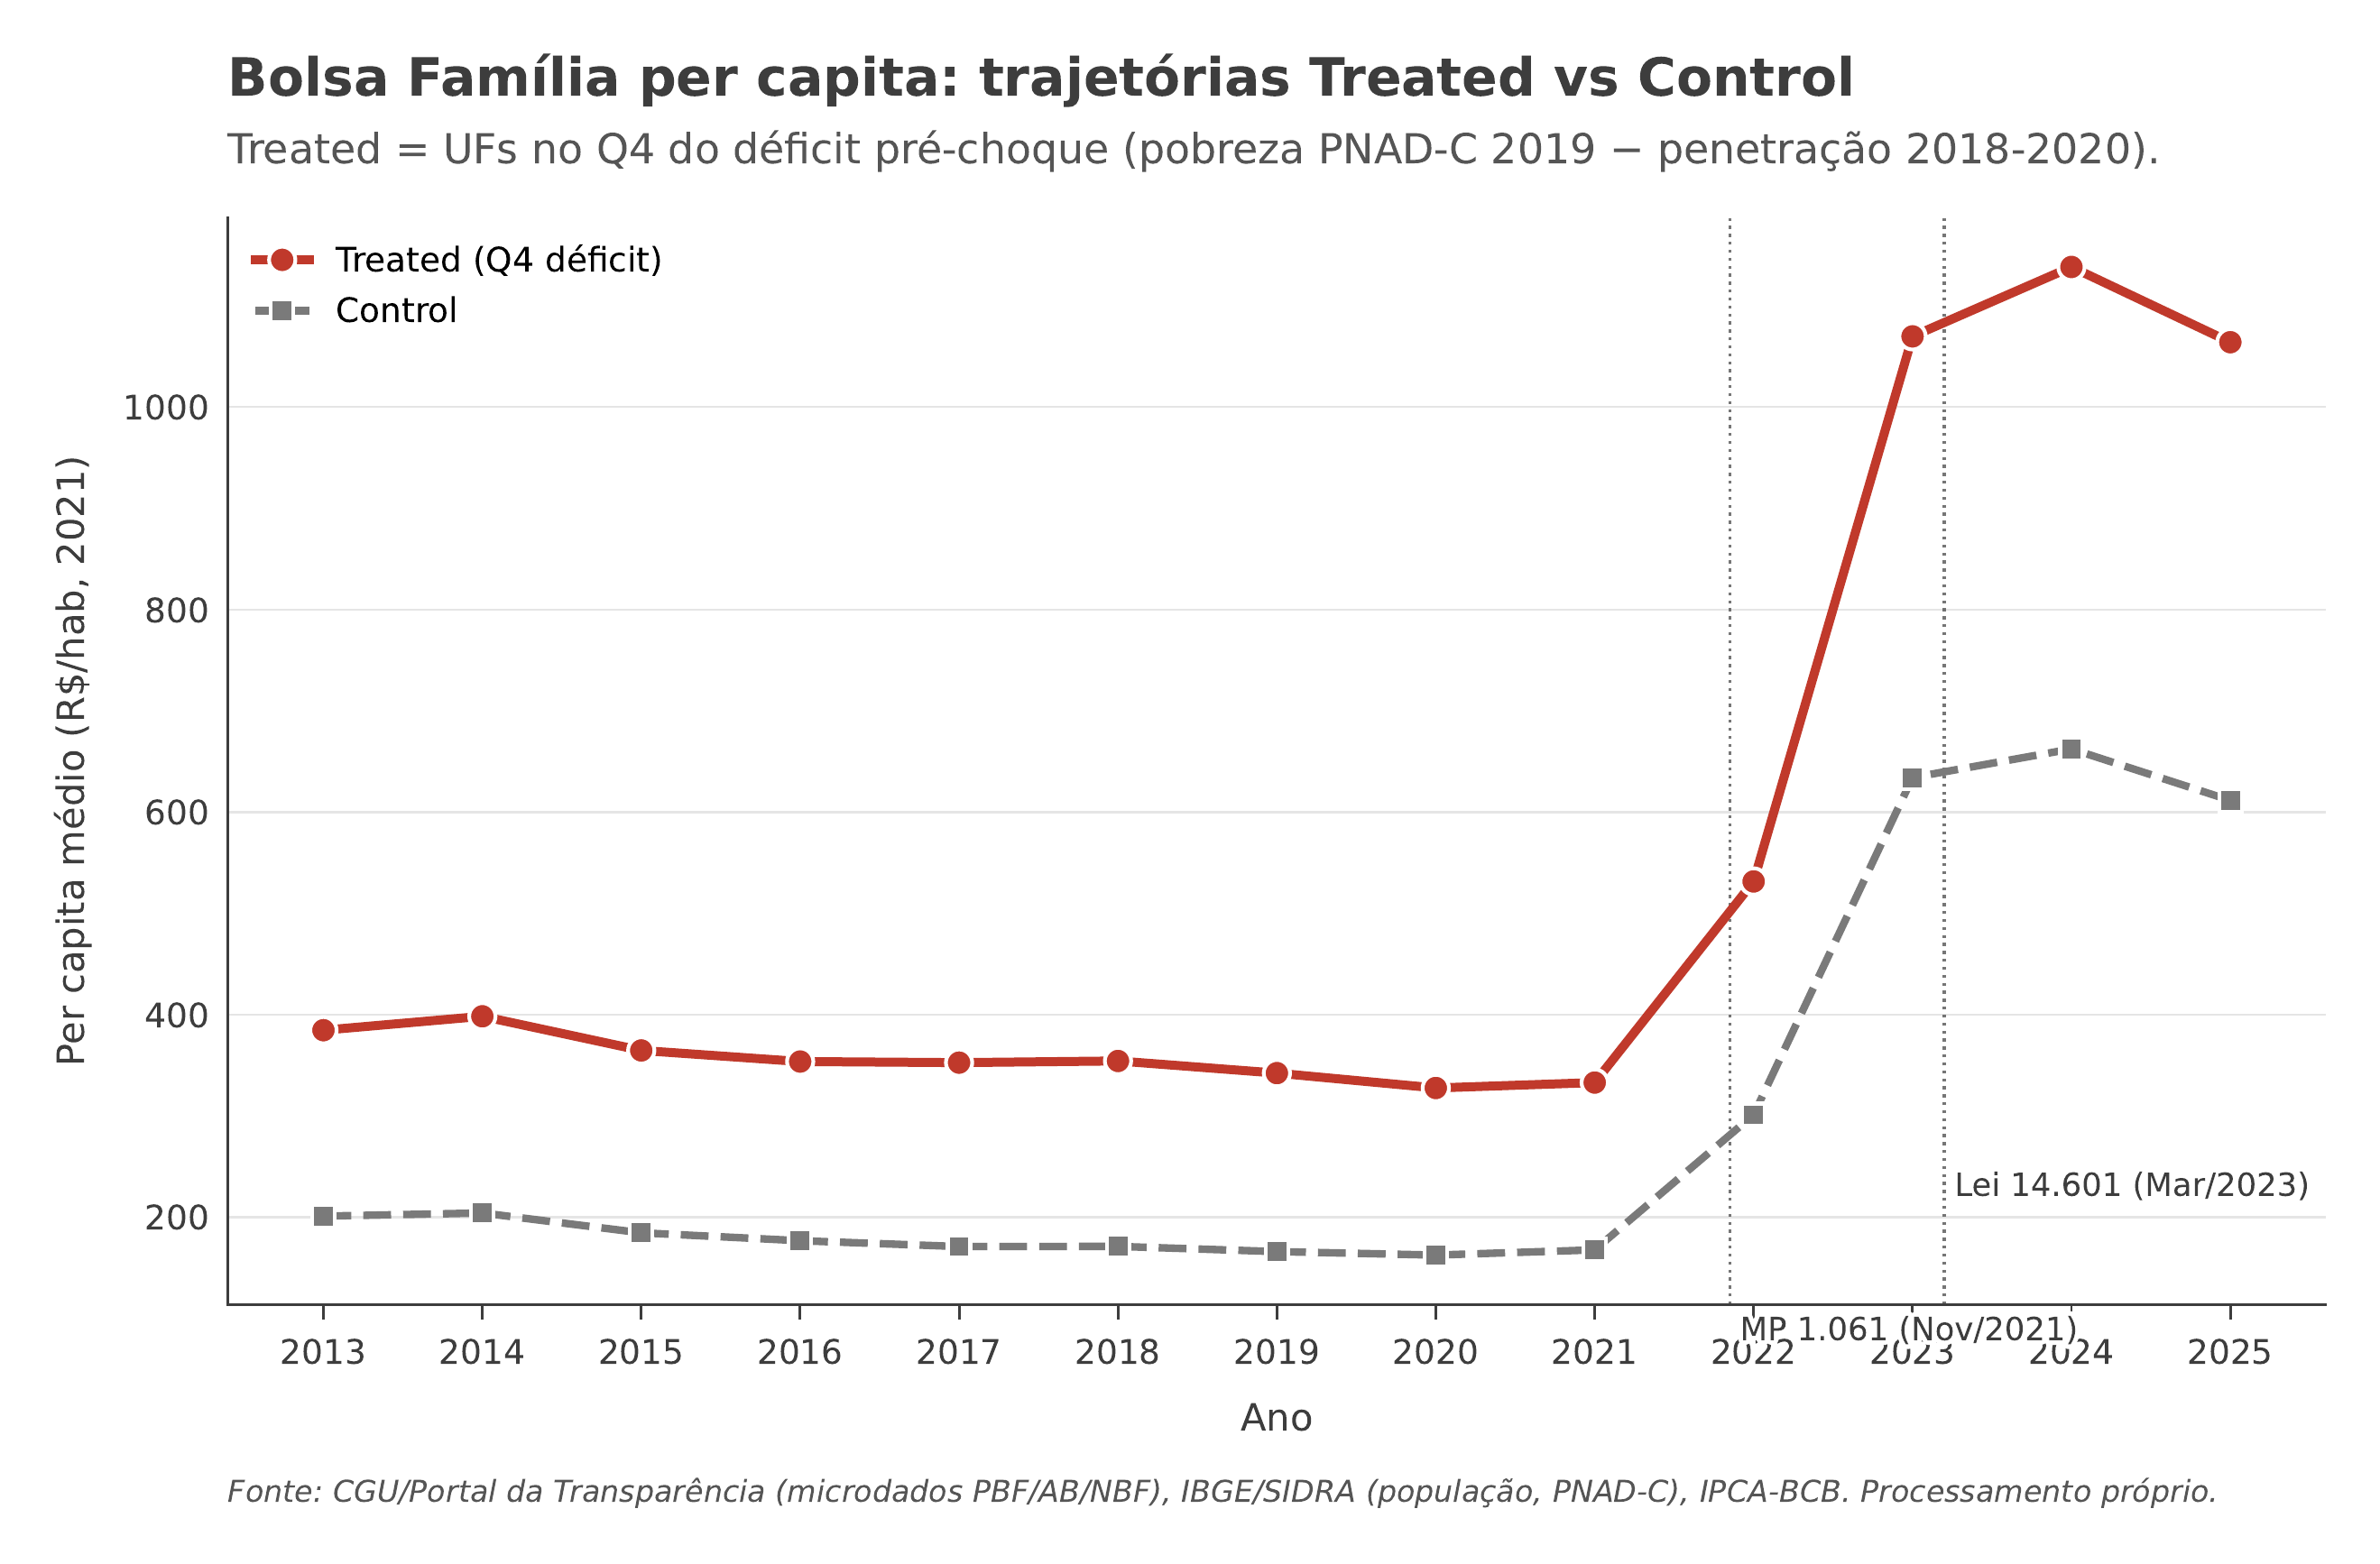 Bolsa Família per capita: trajetórias Treated vs Control
Treated = UFs no Q4 do déficit pré-choque (pobreza PNAD-C 2019 − penetração 2018-2020).
Treated (Q4 déficit)
Control
Per capita médio (R$/hab, 2021)
1000
800
600
400
200
Lei 14.601 (Mar/2023)
MP 1.061 (Nov/2021)
2013 2014 2015 2016 2017 2018 2019 2020 2021 2022 2023 2024 2025
Ano
Fonte: CGU/Portal da Transparência (microdados PBF/AB/NBF), IBGE/SIDRA (população, PNAD-C), IPCA-BCB. Processamento próprio.